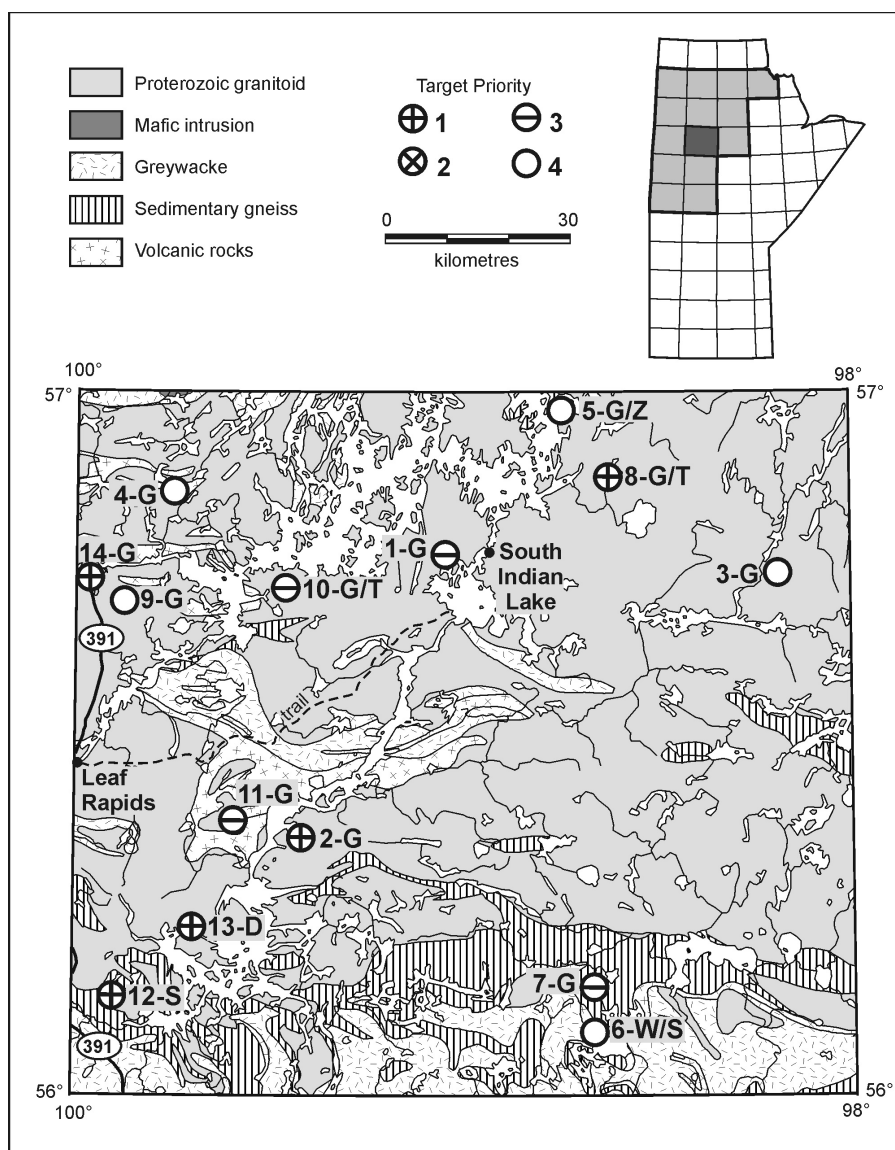 Proterozoic granitoid
Mafic intrusion
Greywacke
Sedimentary gneiss
Volcanic rocks
Target Priority
1
3
2
4
0
30
kilometres
100°
98°
57°
57°
5-G/Z
8-G/T
4-G
14-G
1-G
South
Indian
Lake
3-G
9-G
10-G/T
391
trail
Leaf
Rapids
11-G
2-G
13-D
7-G
12-S
6-W/S
391
56°
56°
100°
98°